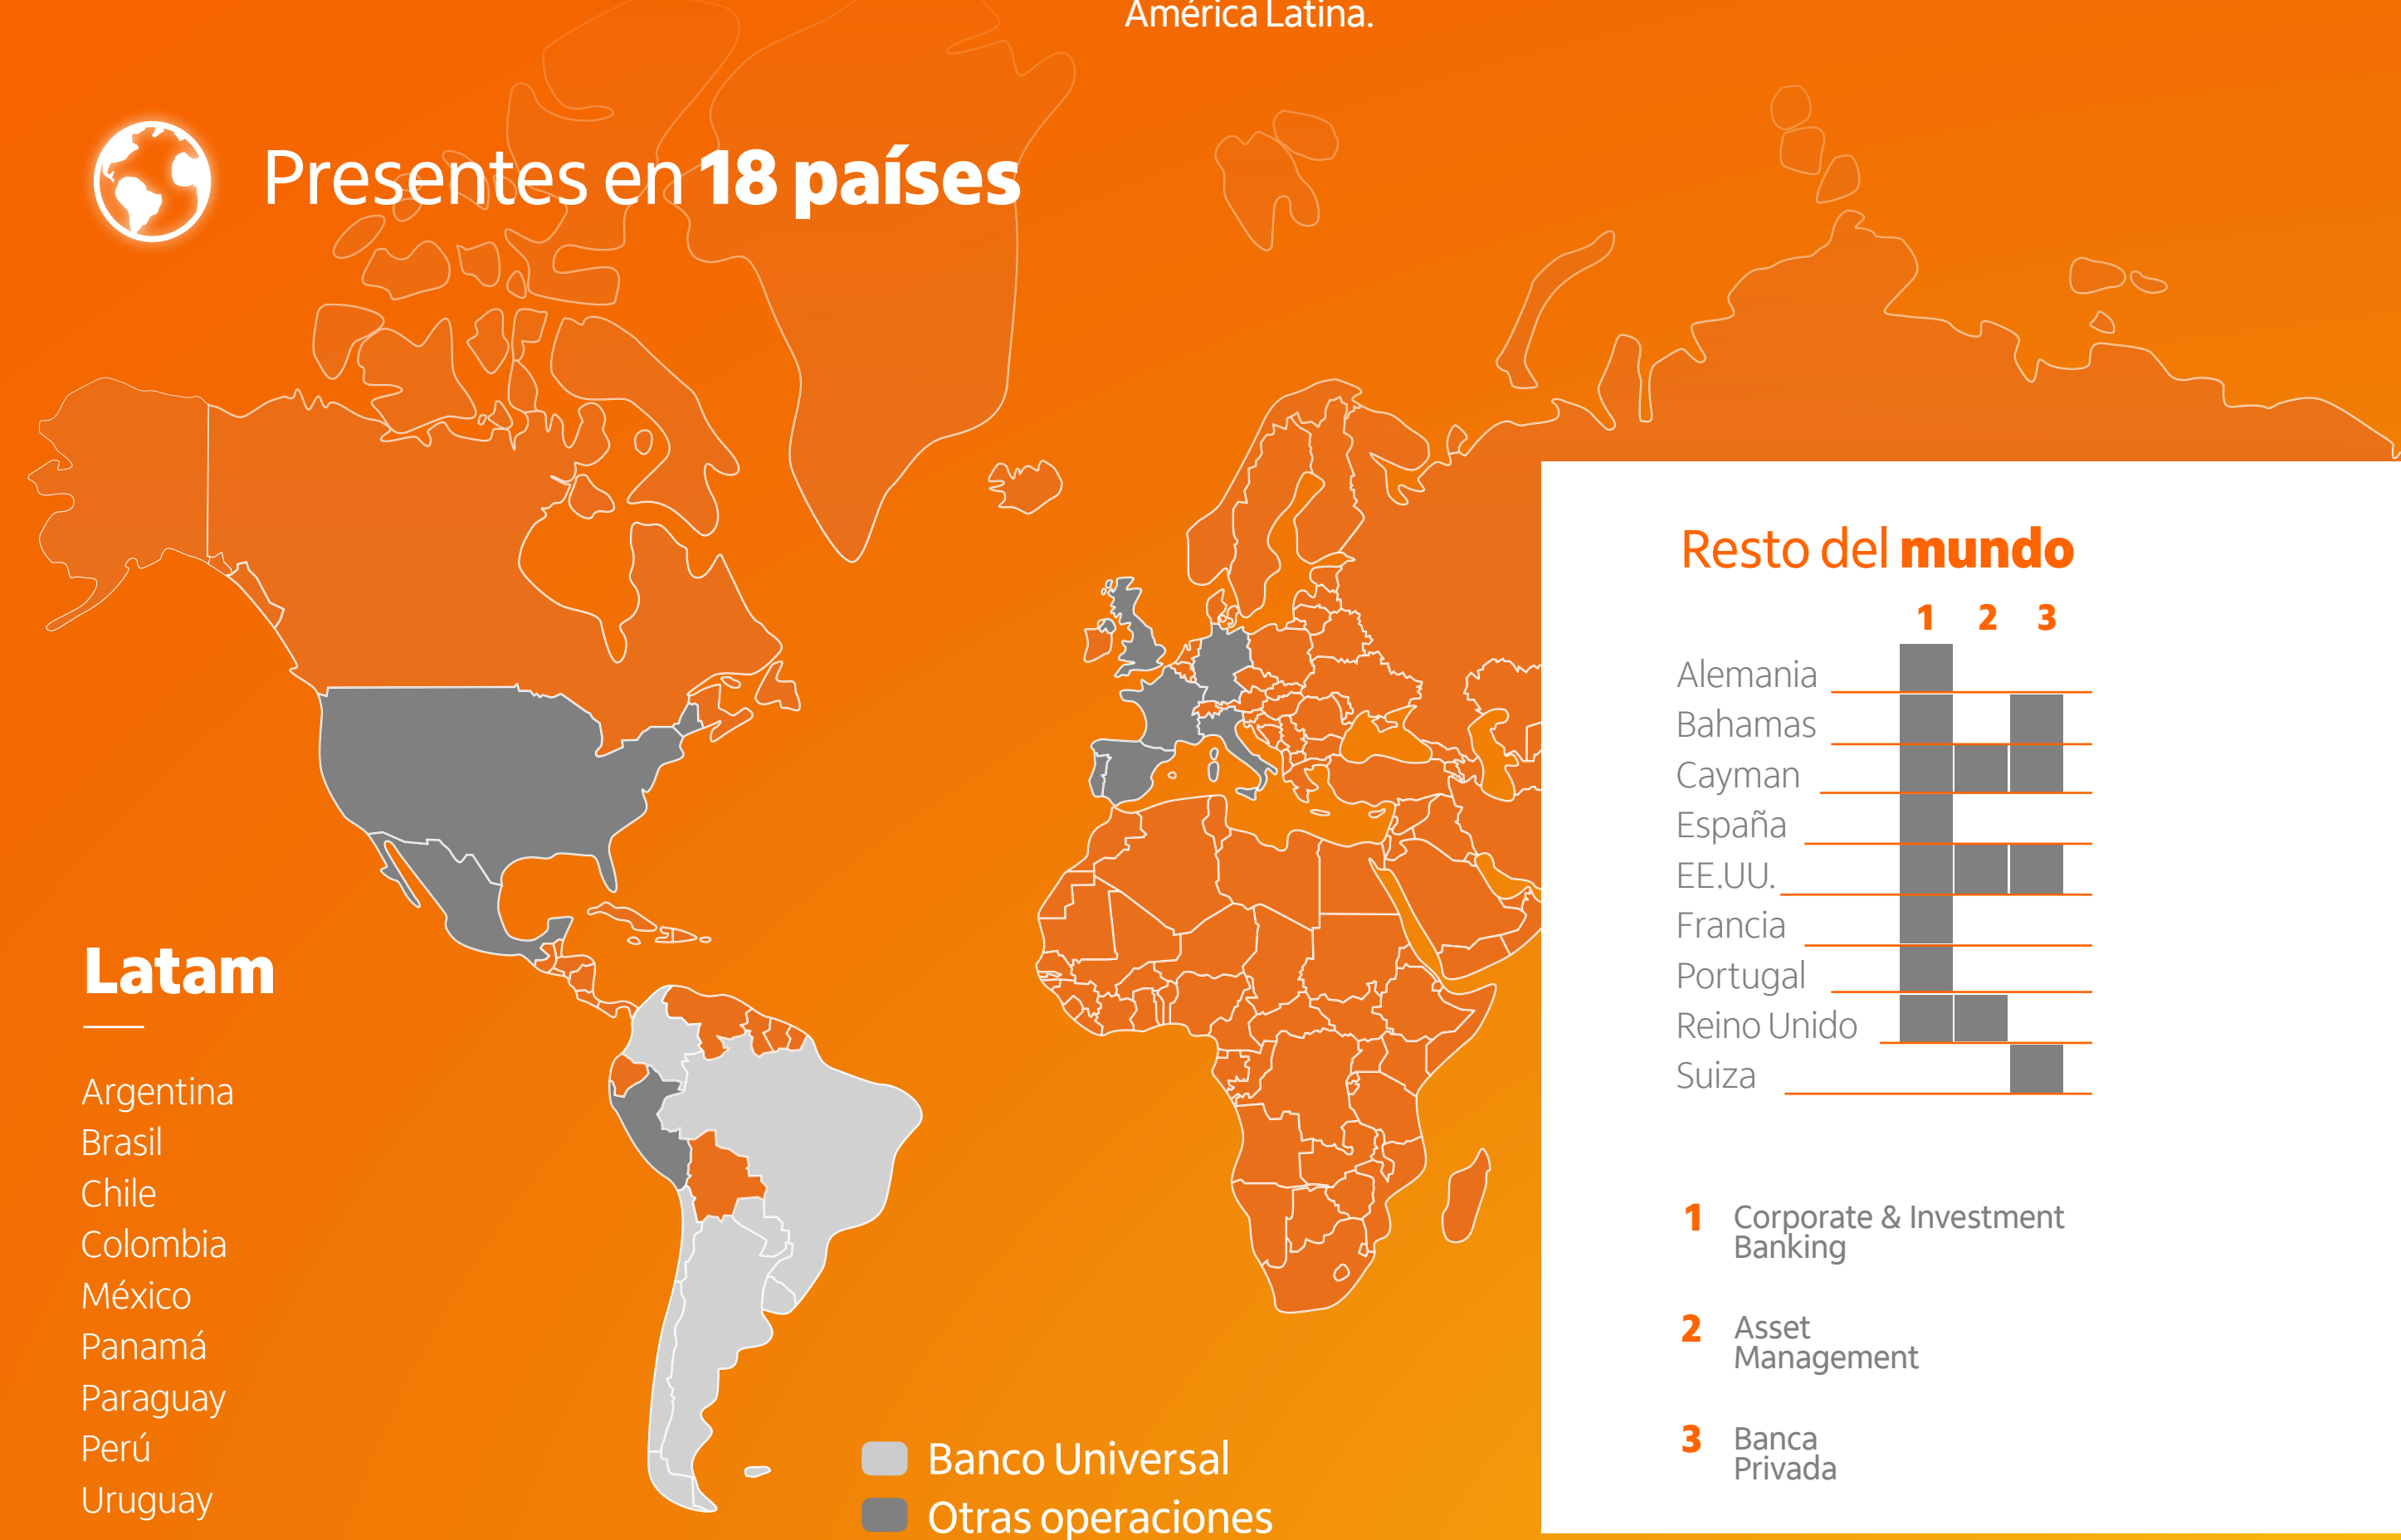 América Latina.
Presentes en 18 países
Latam
Argentina
Brasil
Chile
Colombia
México
Panamá
Paraguay
Perú
Uruguay
Banco Universal
Otras operaciones
Resto del mundo
1 2 3
Alemania
Bahamas
Cayman
España
EE.UU.
Francia
Portugal
Reino Unido
Suiza
1 Corporate & Investment
Banking
2 Asset
Management
3 Banca
Privada